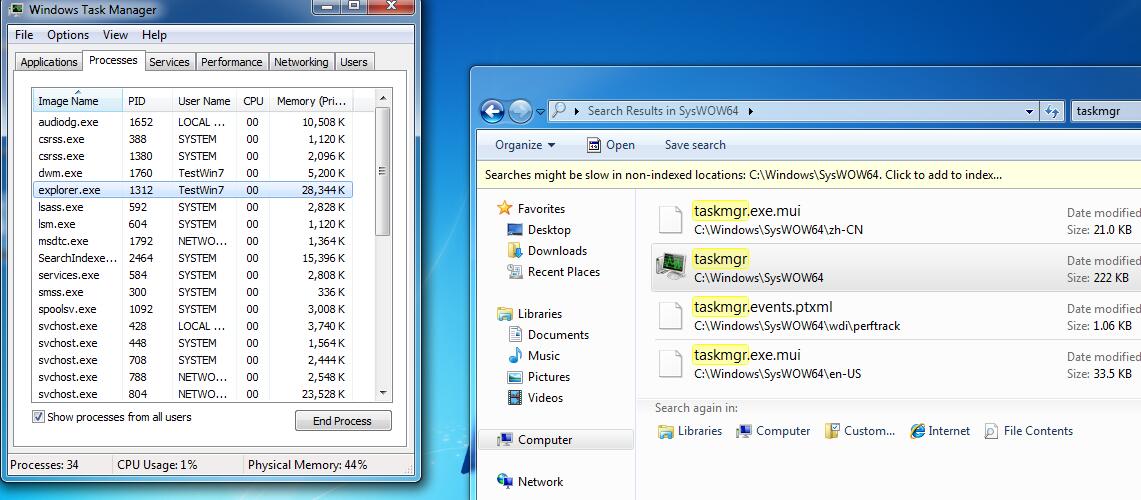 Windows Task Manager
File Options View Help
Applications Processes Services Performance Networking Users
Image Name PID User Name CPU Memory (Pri...
audiodg.exe 1652 LOCAL ... 00 10,508 K
csrss.exe 388 SYSTEM 00 1,120 K
csrss.exe 1380 SYSTEM 00 2,096 K
dwm.exe 1760 TestWin7 00 5,200 K
explorer.exe 1312 TestWin7 00 28,344 K
lsass.exe 592 SYSTEM 00 2,828 K
lsm.exe 604 SYSTEM 00 1,120 K
msdtc.exe 1792 NETWO... 00 1,364 K
SearchIndexe... 2464 SYSTEM 00 15,396 K
services.exe 584 SYSTEM 00 2,808 K
smss.exe 300 SYSTEM 00 336 K
spoolsv.exe 1092 SYSTEM 00 3,008 K
svchost.exe 428 LOCAL ... 00 3,740 K
svchost.exe 448 SYSTEM 00 1,564 K
svchost.exe 708 SYSTEM 00 2,444 K
svchost.exe 788 NETWO... 00 2,548 K
svchost.exe 804 NETWO... 00 23,528 K
Show processes from all users
End Process
Processes: 34 CPU Usage: 1% Physical Memory: 44%
Search Results in SysWOW64
taskmgr
Organize Open Save search
Searches might be slow in non-indexed locations: C:\Windows\SysWOW64. Click to add to index...
Favorites
Desktop
Downloads
Recent Places
Libraries
Documents
Music
Pictures
Videos
Computer
Network
taskmgr.exe.mui Date modified
C:\Windows\SysWOW64\zh-CN Size: 21.0 KB
taskmgr Date modified
C:\Windows\SysWOW64 Size: 222 KB
taskmgr.events.ptxml Date modified
C:\Windows\SysWOW64\wdi\perftrack Size: 1.06 KB
taskmgr.exe.mui Date modified
C:\Windows\SysWOW64\en-US Size: 33.5 KB
Search again in:
Libraries Computer Custom... Internet File Contents